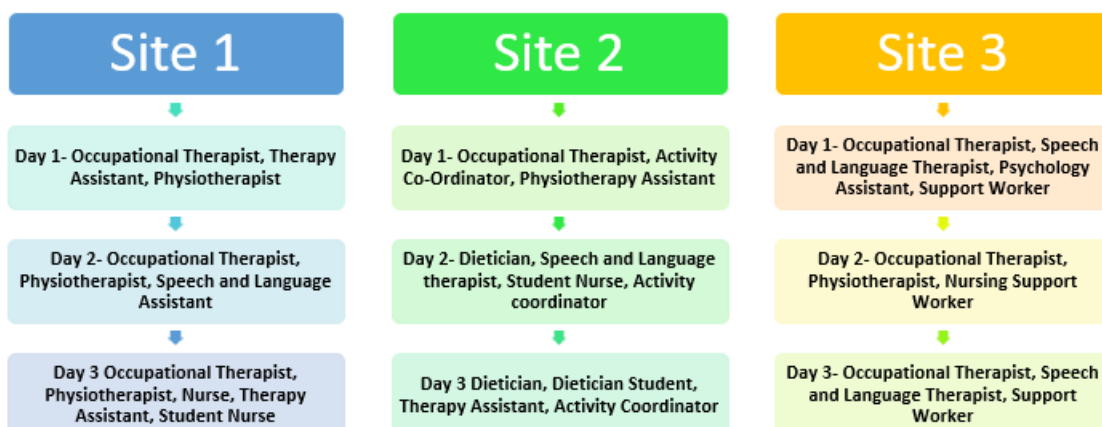 Site 1
Day 1- Occupational Therapist, Therapy
Assistant, Physiotherapist
Day 2- Occupational Therapist,
Physiotherapist, Speech and Language
Assistant
Day 3 Occupational Therapist,
Physiotherapist, Nurse, Therapy
Assistant, Student Nurse
Site 2
Day 1- Occupational Therapist, Activity
Co-Ordinator, Physiotherapy Assistant
Day 2- Dietician, Speech and Language
therapist, Student Nurse, Activity
coordinator
Day 3 Dietician, Dietician Student,
Therapy Assistant, Activity Coordinator
Site 3
Day 1- Occupational Therapist, Speech
and Language Therapist, Psychology
Assistant, Support Worker
Day 2- Occupational Therapist,
Physiotherapist, Nursing Support
Worker
Day 3- Occupational Therapist, Speech
and Language Therapist, Support
Worker